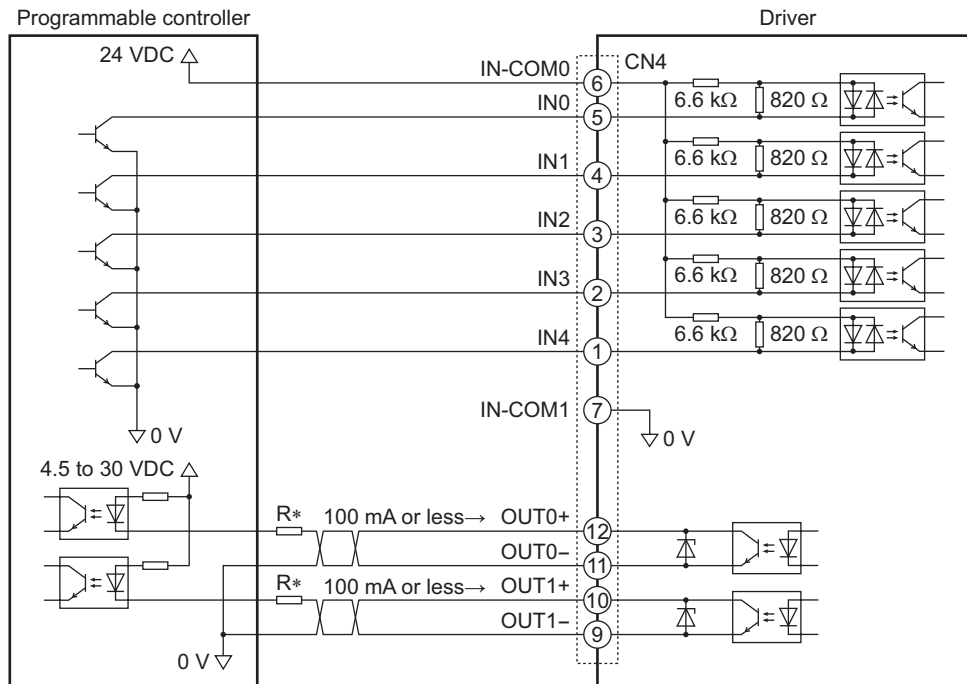 Programmable controller
Driver
24 VDC
CN4
IN-COM0
6
6.6 kΩ
820 Ω
IN0
5
IN1
4
6.6 kΩ
820 Ω
IN2
3
6.6 kΩ
820 Ω
IN3
2
6.6 kΩ
820 Ω
IN4
1
6.6 kΩ
820 Ω
IN-COM1
7
0 V
0 V
4.5 to 30 VDC
R*
100 mA or less→
OUT0+
12
OUT0−
11
R*
100 mA or less→
OUT1+
10
OUT1−
9
0 V